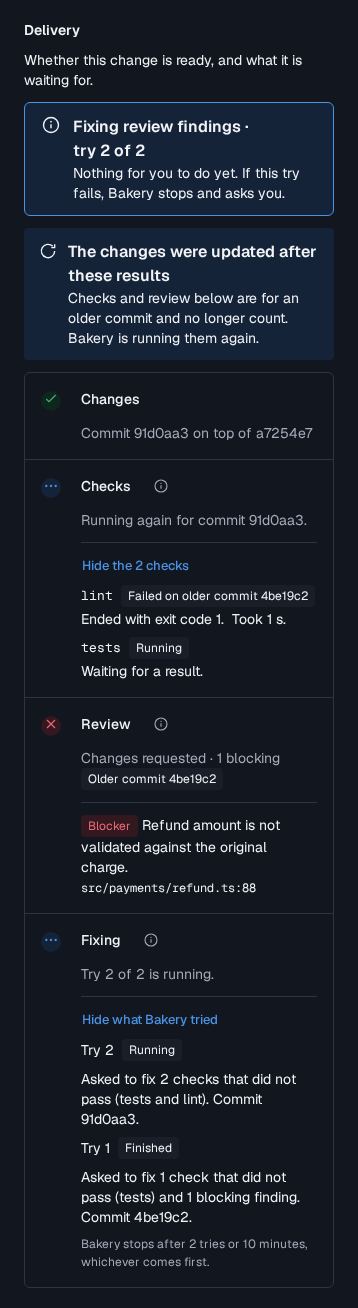 Delivery
Whether this change is ready, and what it is
waiting for.
Fixing review findings ·
try 2 of 2
Nothing for you to do yet. If this try
fails, Bakery stops and asks you.
The changes were updated after
these results
Checks and review below are for an
older commit and no longer count.
Bakery is running them again.
Changes
Commit 91d0aa3 on top of a7254e7
Checks
Running again for commit 91d0aa3.
Hide the 2 checks
lint Failed on older commit 4be19c2
Ended with exit code 1. Took 1 s.
tests Running
Waiting for a result.
Review
Changes requested · 1 blocking
Older commit 4be19c2
Blocker Refund amount is not
validated against the original
charge.
src/payments/refund.ts:88
Fixing
Try 2 of 2 is running.
Hide what Bakery tried
Try 2 Running
Asked to fix 2 checks that did not
pass (tests and lint). Commit
91d0aa3.
Try 1 Finished
Asked to fix 1 check that did not
pass (tests) and 1 blocking finding.
Commit 4be19c2.
Bakery stops after 2 tries or 10 minutes,
whichever comes first.